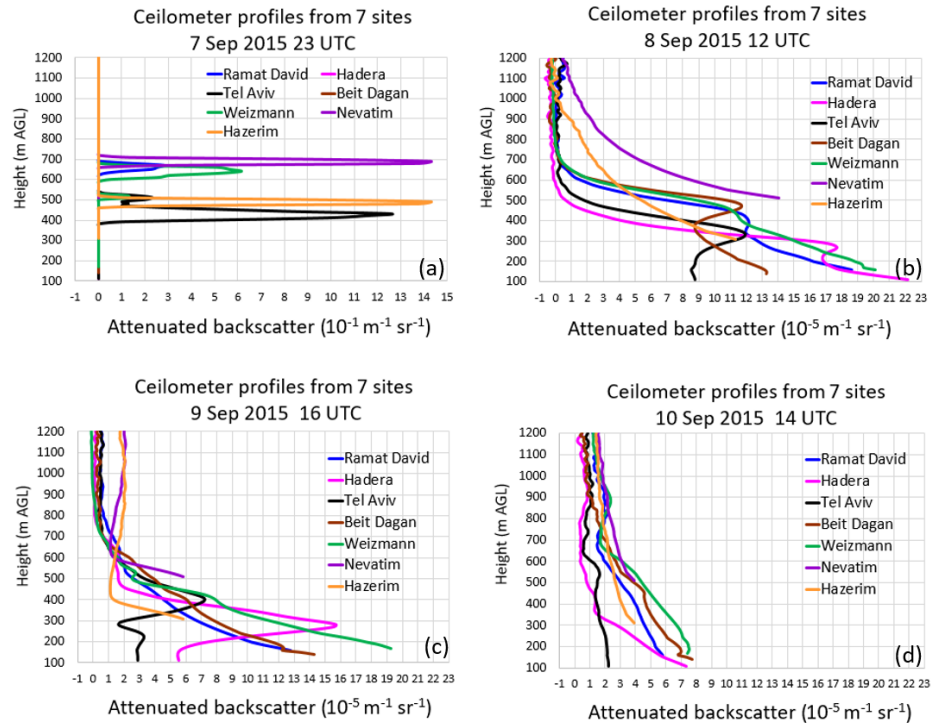 Ceilometer profiles from 7 sites
7 Sep 2015 23 UTC
Height (m AGL)
1200
1100
1000
900
800
700
600
500
400
300
200
100
Ramat David
Hadera
Tel Aviv
Beit Dagan
Weizmann
Nevatim
Hazerim
(a)
-1 0 1 2 3 4 5 6 7 8 9 10 11 12 13 14 15
Attenuated backscatter (10⁻¹ m⁻¹ sr⁻¹)
Ceilometer profiles from 7 sites
8 Sep 2015 12 UTC
Height (m AGL)
1200
1100
1000
900
800
700
600
500
400
300
200
100
Ramat David
Hadera
Tel Aviv
Beit Dagan
Weizmann
Nevatim
Hazerim
(b)
-1 0 1 2 3 4 5 6 7 8 9 10 11 12 13 14 15 16 17 18 19 20 21 22 23
Attenuated backscatter (10⁻⁵ m⁻¹ sr⁻¹)
Ceilometer profiles from 7 sites
9 Sep 2015 16 UTC
Height (m AGL)
1200
1100
1000
900
800
700
600
500
400
300
200
100
Ramat David
Hadera
Tel Aviv
Beit Dagan
Weizmann
Nevatim
Hazerim
(c)
-1 0 1 2 3 4 5 6 7 8 9 10 11 12 13 14 15 16 17 18 19 20 21 22 23
Attenuated backscatter (10⁻⁵ m⁻¹ sr⁻¹)
Ceilometer profiles from 7 sites
10 Sep 2015 14 UTC
Height (m AGL)
1200
1100
1000
900
800
700
600
500
400
300
200
100
Ramat David
Hadera
Tel Aviv
Beit Dagan
Weizmann
Nevatim
Hazerim
(d)
-1 0 1 2 3 4 5 6 7 8 9 10 11 12 13 14 15 16 17 18 19 20 21 22 23
Attenuated backscatter (10⁻⁵ m⁻¹ sr⁻¹)